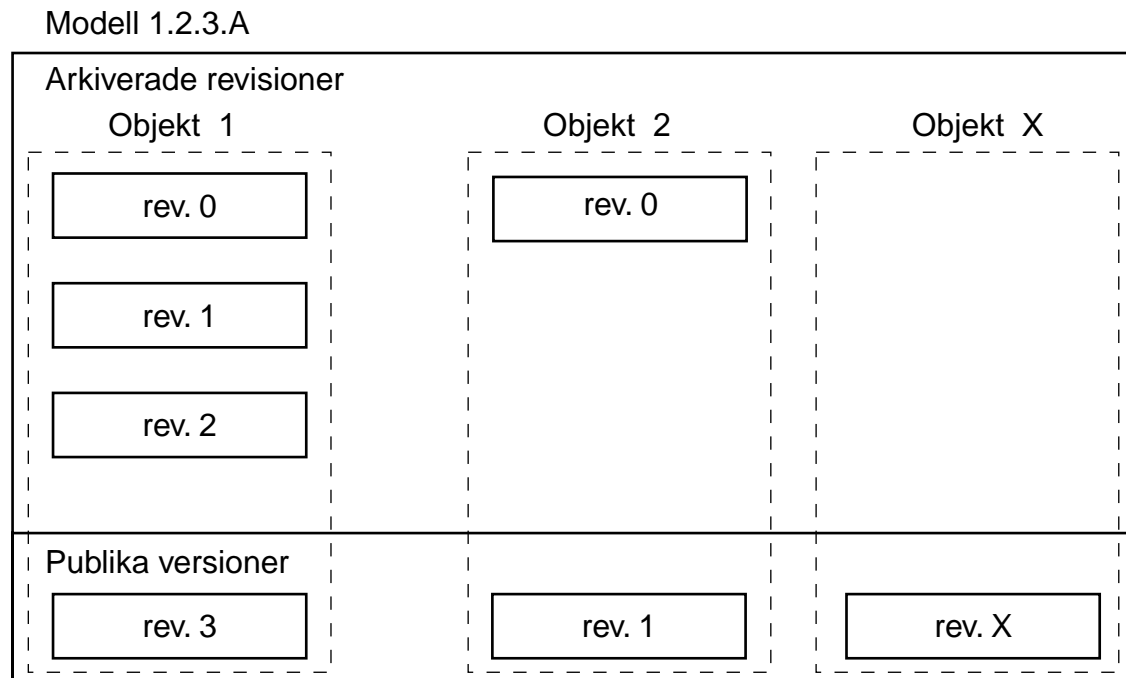 Modell 1.2.3.A
Arkiverade revisioner
Objekt 1 Objekt 2 Objekt X
rev. 0 rev. 0
rev. 1
rev. 2
Publika versioner
rev. 3 rev. 1 rev. X